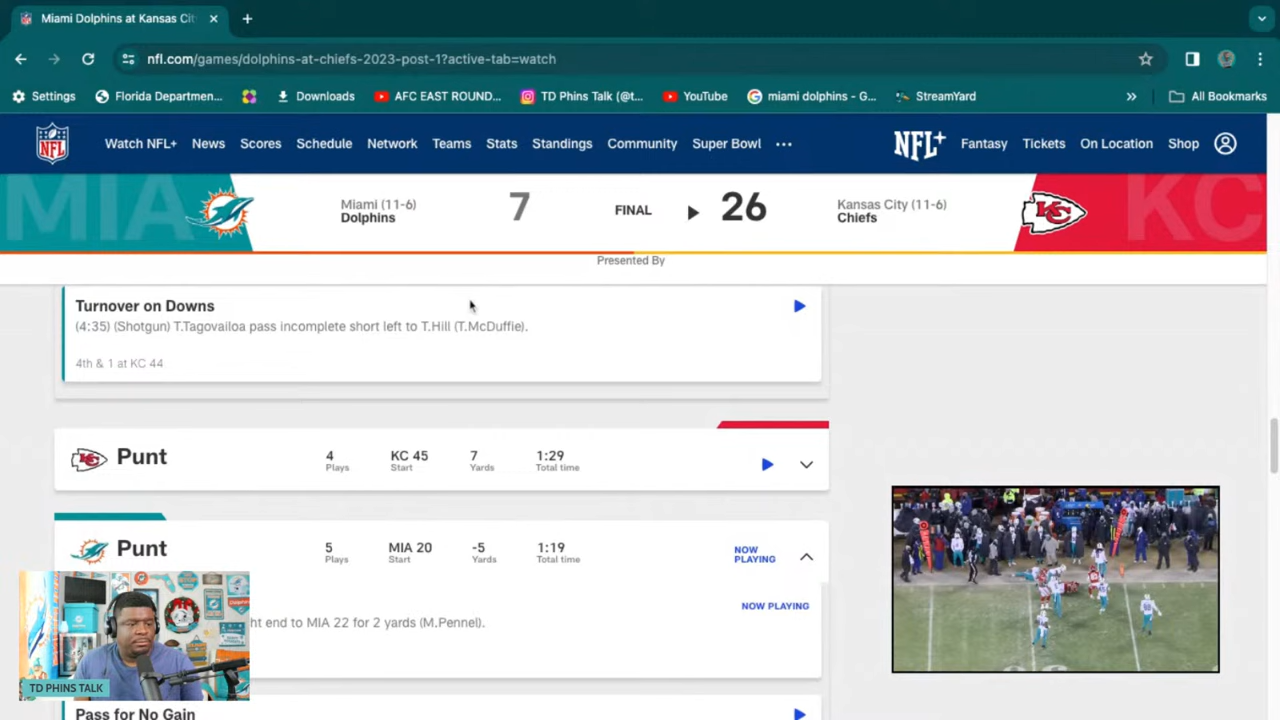 Miami Dolphins at Kansas Cit
nfl.com/games/dolphins-at-chiefs-2023-post-1?active-tab=watch
Settings
Florida Departmen...
Downloads
AFC EAST ROUND...
TD Phins Talk (@t...
YouTube
miami dolphins - G...
StreamYard
»
All Bookmarks
NFL
Watch NFL+
News
Scores
Schedule
Network
Teams
Stats
Standings
Community
Super Bowl
NFL+
Fantasy
Tickets
On Location
Shop
MIA
Miami (11-6)
Dolphins
7
FINAL
26
Kansas City (11-6)
Chiefs
KC
KC
Presented By
Turnover on Downs
(4:35) (Shotgun) T.Tagovailoa pass incomplete short left to T.Hill (T.McDuffie).
4th & 1 at KC 44
KC
Punt
4
Plays
KC 45
Start
7
Yards
1:29
Total time
Punt
5
Plays
MIA 20
Start
-5
Yards
1:19
Total time
NOW
PLAYING
NOW PLAYING
ht end to MIA 22 for 2 yards (M.Pennel).
TD PHINS TALK
Pass for No Gain